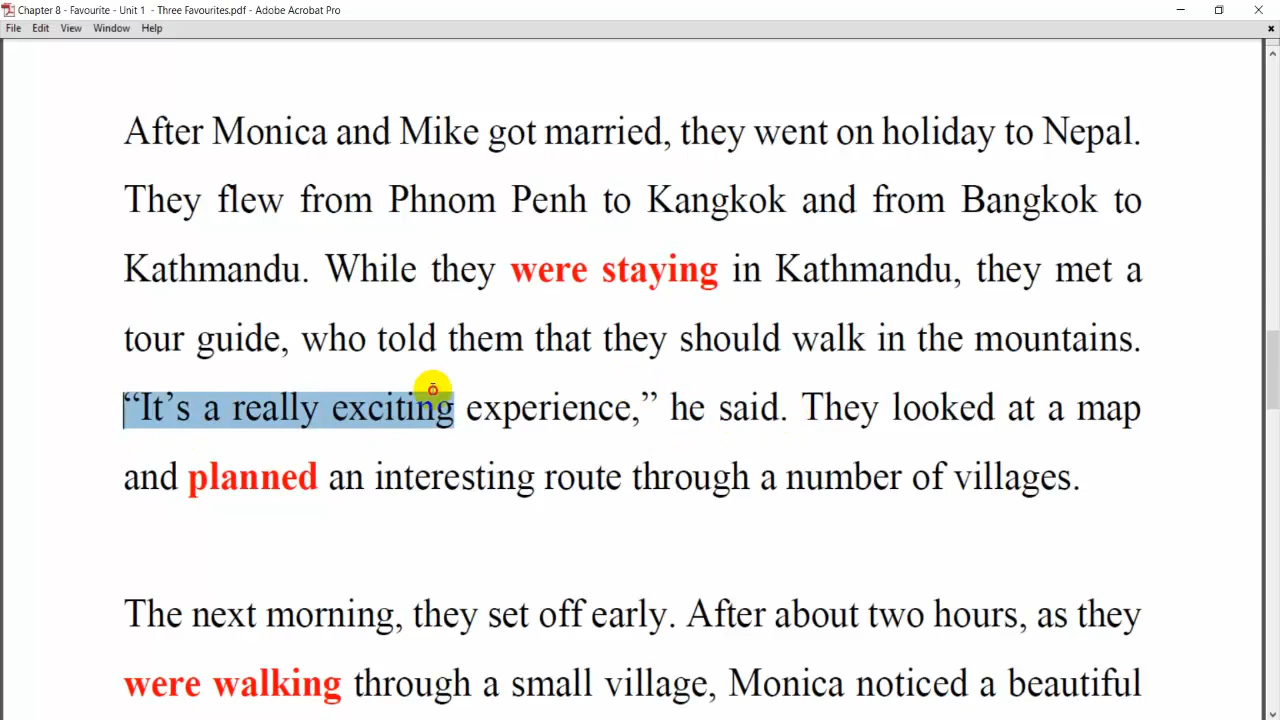 Chapter 8 - Favourite - Unit 1 - Three Favourites.pdf - Adobe Acrobat Pro
File Edit View Window Help
After Monica and Mike got married, they went on holiday to Nepal.
They flew from Phnom Penh to Kangkok and from Bangkok to
Kathmandu. While they were staying in Kathmandu, they met a
tour guide, who told them that they should walk in the mountains.
“It’s a really exciting experience,” he said. They looked at a map
and planned an interesting route through a number of villages.
The next morning, they set off early. After about two hours, as they
were walking through a small village, Monica noticed a beautiful